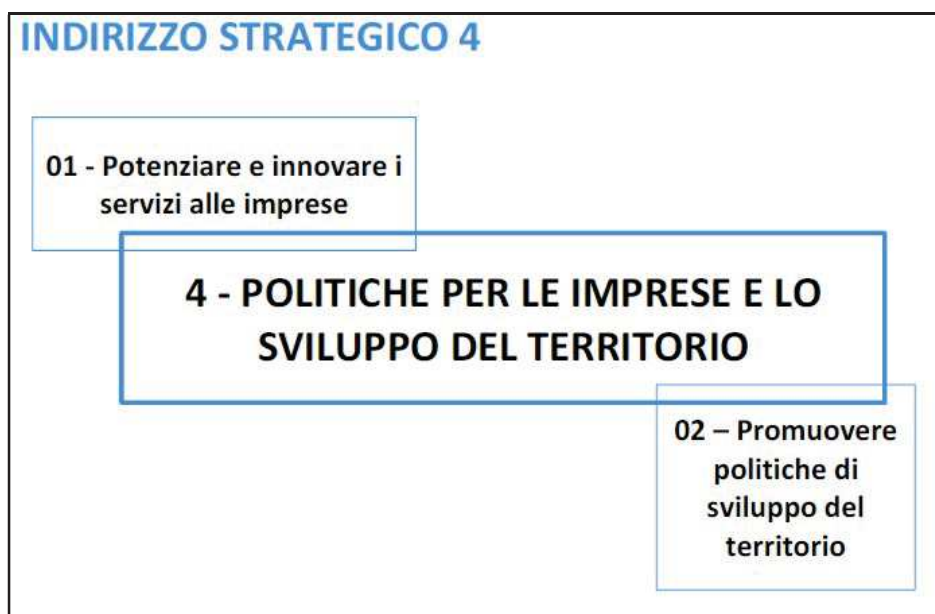 INDIRIZZO STRATEGICO 4
01 - Potenziare e innovare i
servizi alle imprese
4 - POLITICHE PER LE IMPRESE E LO
SVILUPPO DEL TERRITORIO
02 – Promuovere
politiche di
sviluppo del
territorio